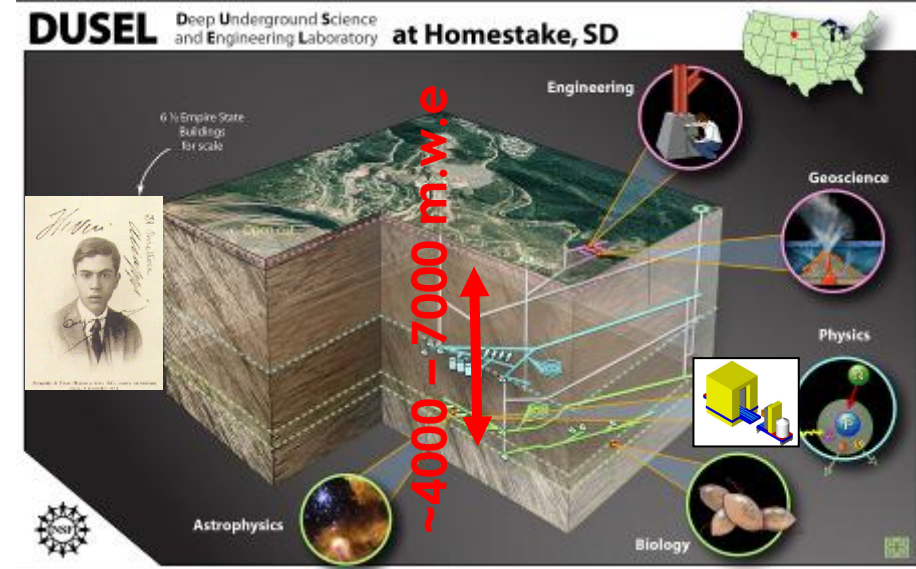 DUSEL
Deep Underground Science
and Engineering Laboratory
at Homestake, SD
6 ½ Empire State
Buildings
for scale
Engineering
Geoscience
Open cut
~4000 – 7000 m.w.e
Physics
Astrophysics
Biology
NSF